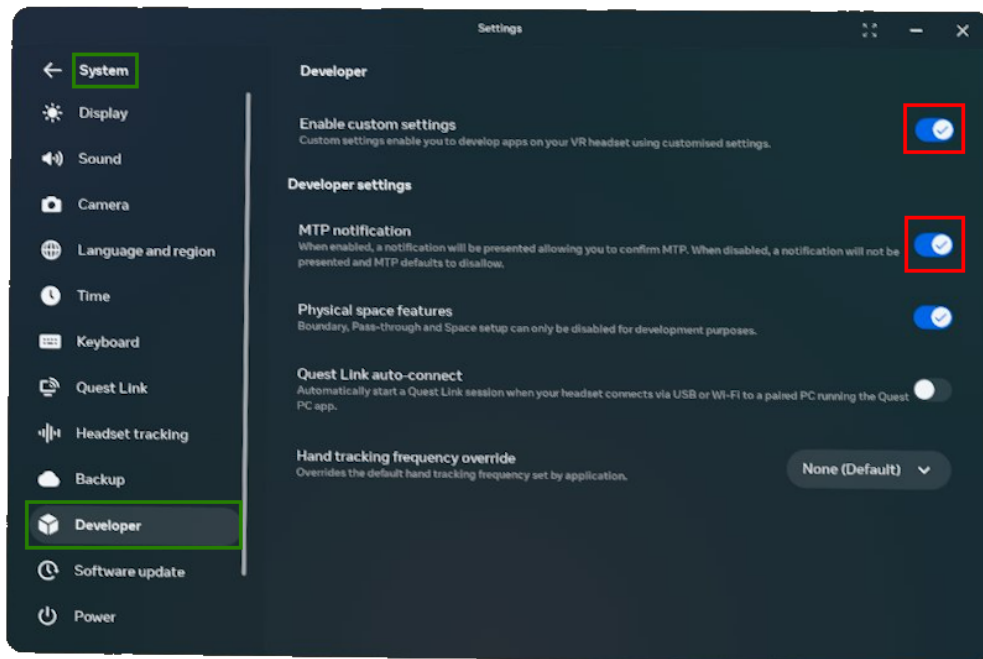 Settings
System
Display
Sound
Camera
Language and region
Time
Keyboard
Quest Link
Headset tracking
Backup
Developer
Software update
Power
Developer
Enable custom settings
Custom settings enable you to develop apps on your VR headset using customised settings.
Developer settings
MTP notification
When enabled, a notification will be presented allowing you to confirm MTP. When disabled, a notification will not be
presented and MTP defaults to disallow.
Physical space features
Boundary, Pass-through and Space setup can only be disabled for development purposes.
Quest Link auto-connect
Automatically start a Quest Link session when your headset connects via USB or Wi-Fi to a paired PC running the Quest
PC app.
Hand tracking frequency override
Overrides the default hand tracking frequency set by application.
None (Default)